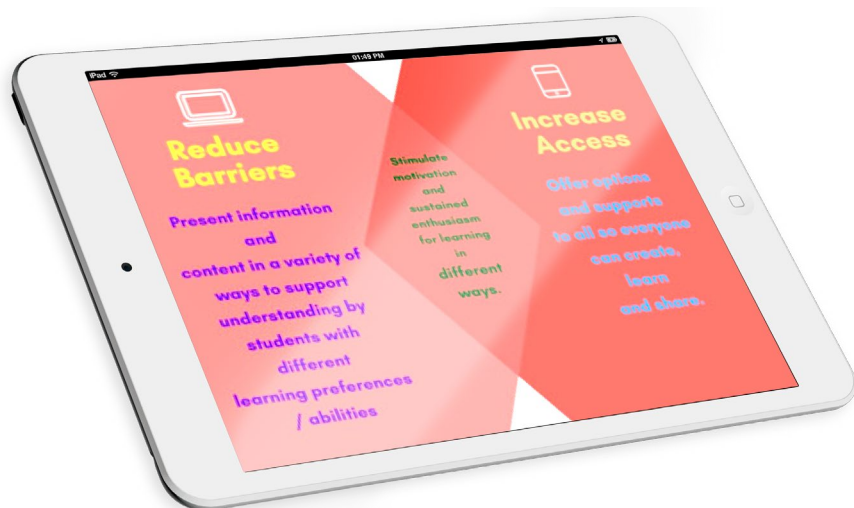 iPad
01:49 PM
Reduce
Barriers
Present information
and
content in a variety of
ways to support
understanding by
students with
different
learning preferences
/ abilities
Stimulate
motivation
and
sustained
enthusiasm
for learning
in
different
ways.
Increase
Access
Offer options
and supports
to all so everyone
can create,
learn
and share.